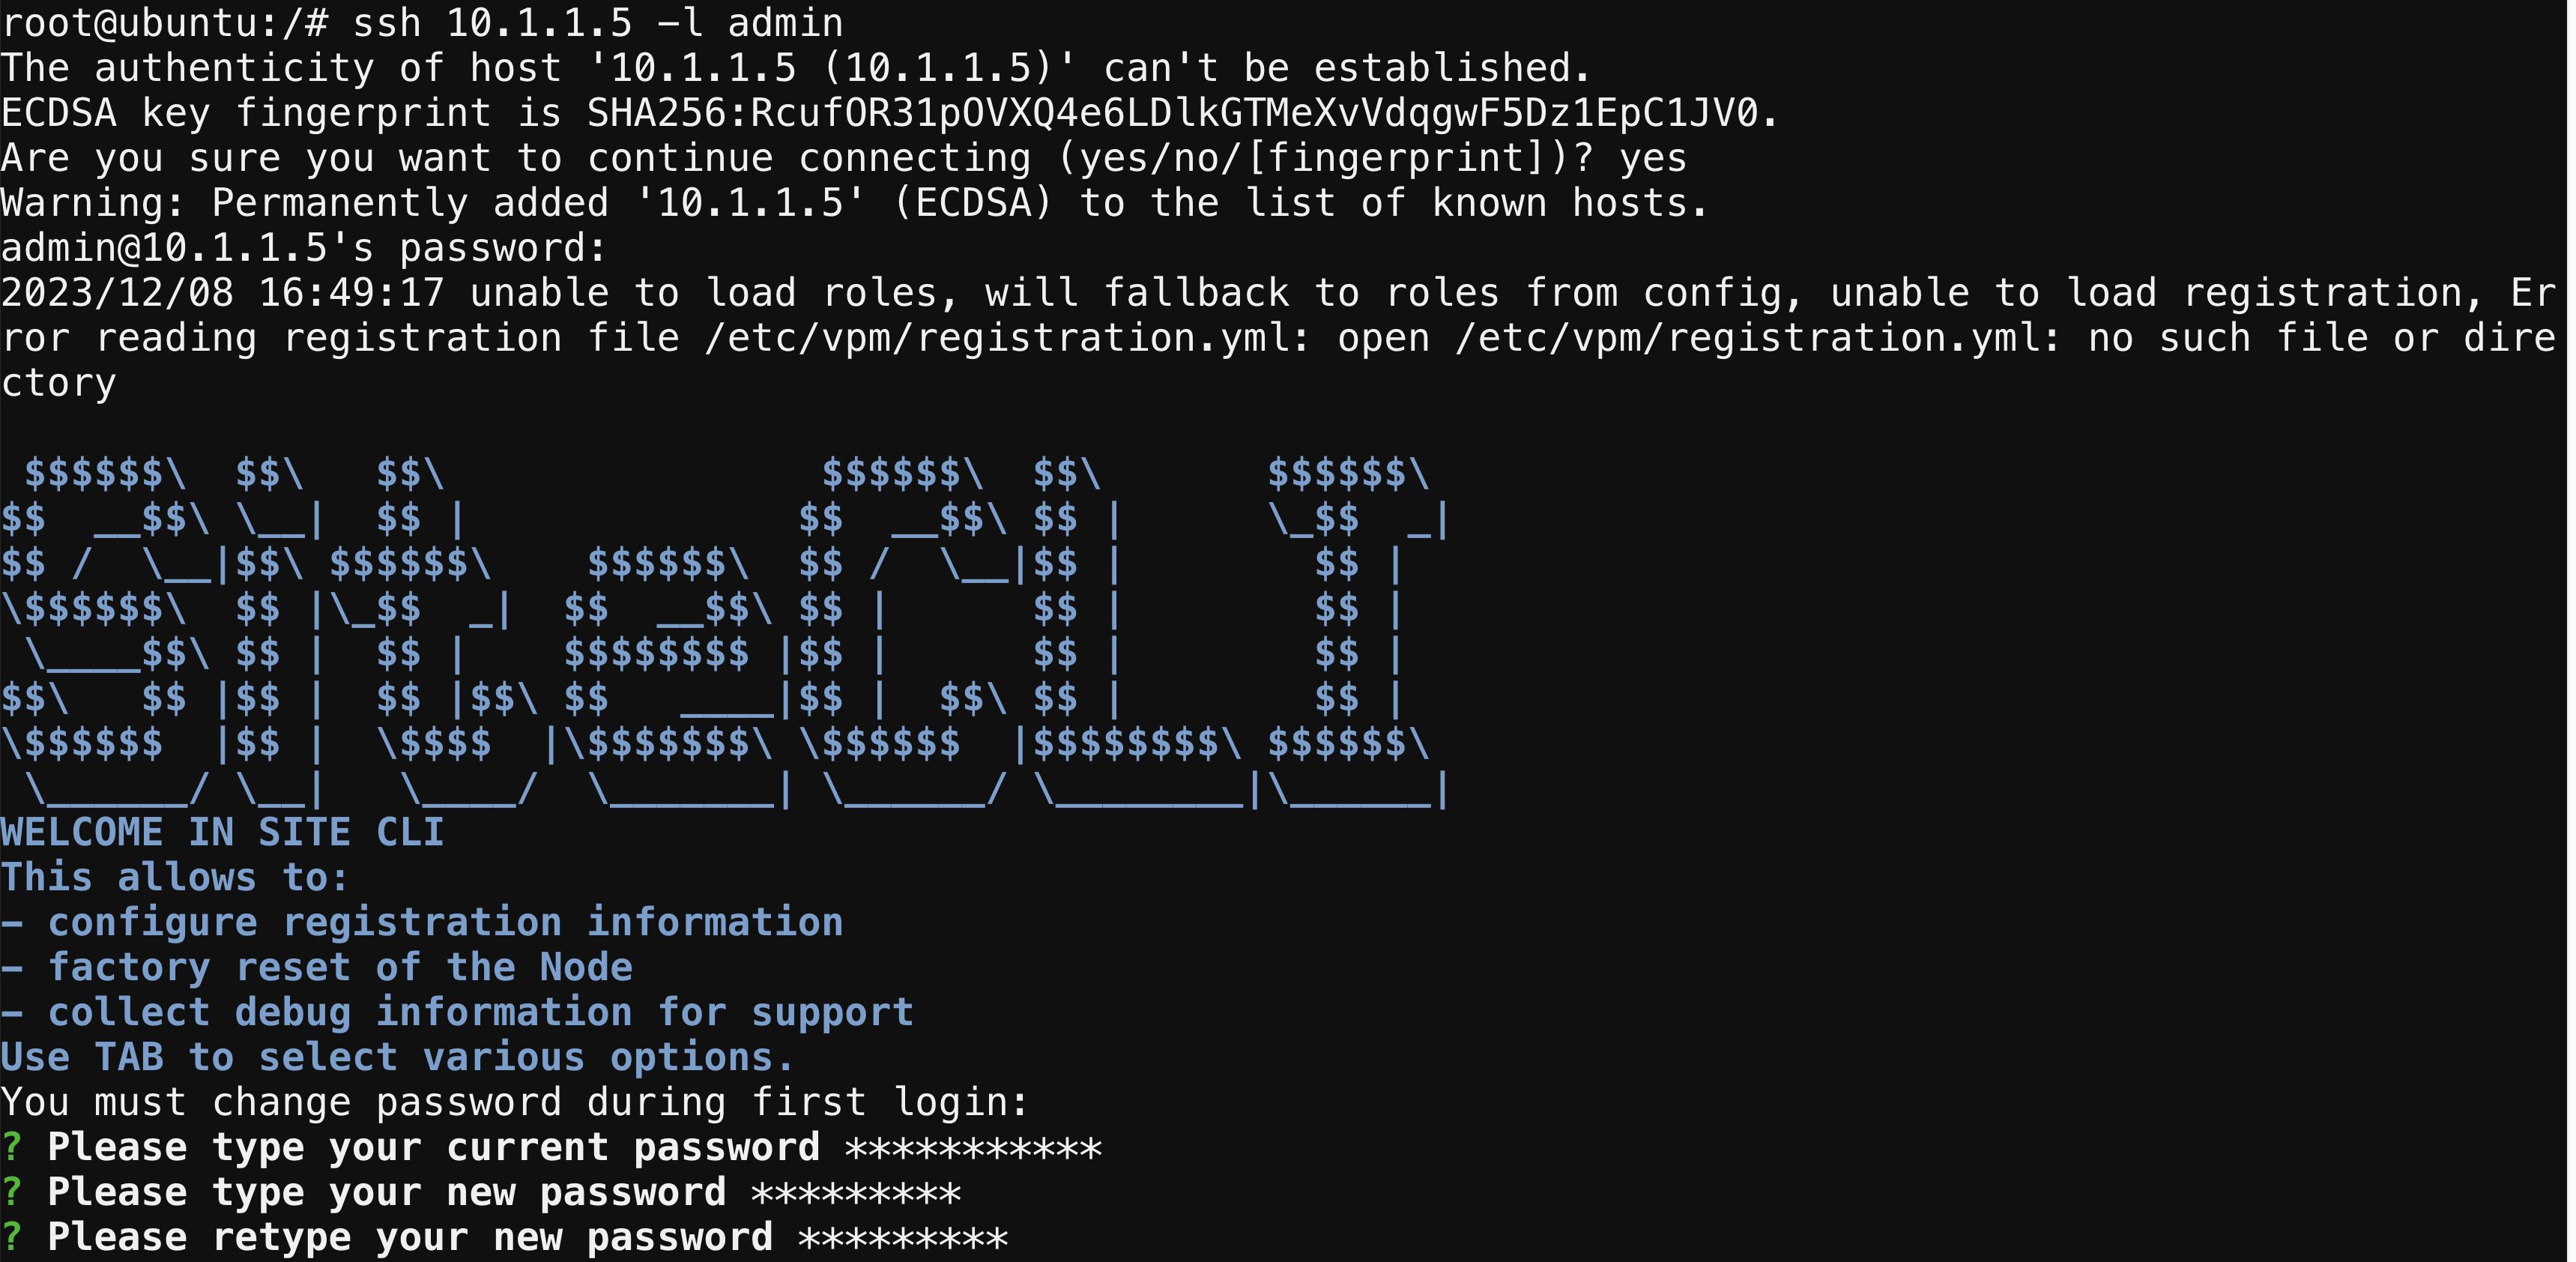 root@ubuntu:/# ssh 10.1.1.5 -l admin
The authenticity of host '10.1.1.5 (10.1.1.5)' can't be established.
ECDSA key fingerprint is SHA256:RcufOR31pOVXQ4e6LDlkGTMeXvVdqgwF5Dz1EpC1JV0.
Are you sure you want to continue connecting (yes/no/[fingerprint])? yes
Warning: Permanently added '10.1.1.5' (ECDSA) to the list of known hosts.
admin@10.1.1.5's password:
2023/12/08 16:49:17 unable to load roles, will fallback to roles from config, unable to load registration, Er
ror reading registration file /etc/vpm/registration.yml: open /etc/vpm/registration.yml: no such file or dire
ctory
 $$$$$$\  $$\   $$\                $$$$$$\  $$\       $$$$$$\
$$  __$$\ \__|  $$ |              $$  __$$\ $$ |      \_$$  _|
$$ /  \__|$$\ $$$$$$\    $$$$$$\  $$ /  \__|$$ |        $$ |
\$$$$$$\  $$ |\_$$  _|  $$  __$$\ $$ |      $$ |        $$ |
 \____$$\ $$ |  $$ |    $$$$$$$$ |$$ |      $$ |        $$ |
$$\   $$ |$$ |  $$ |$$\ $$   ____|$$ |  $$\ $$ |        $$ |
\$$$$$$  |$$ |  \$$$$  |\$$$$$$$\ \$$$$$$  |$$$$$$$$\ $$$$$$\
 \______/ \__|   \____/  \_______| \______/ \________|\______|
WELCOME IN SITE CLI
This allows to:
- configure registration information
- factory reset of the Node
- collect debug information for support
Use TAB to select various options.
You must change password during first login:
? Please type your current password ***********
? Please type your new password *********
? Please retype your new password *********